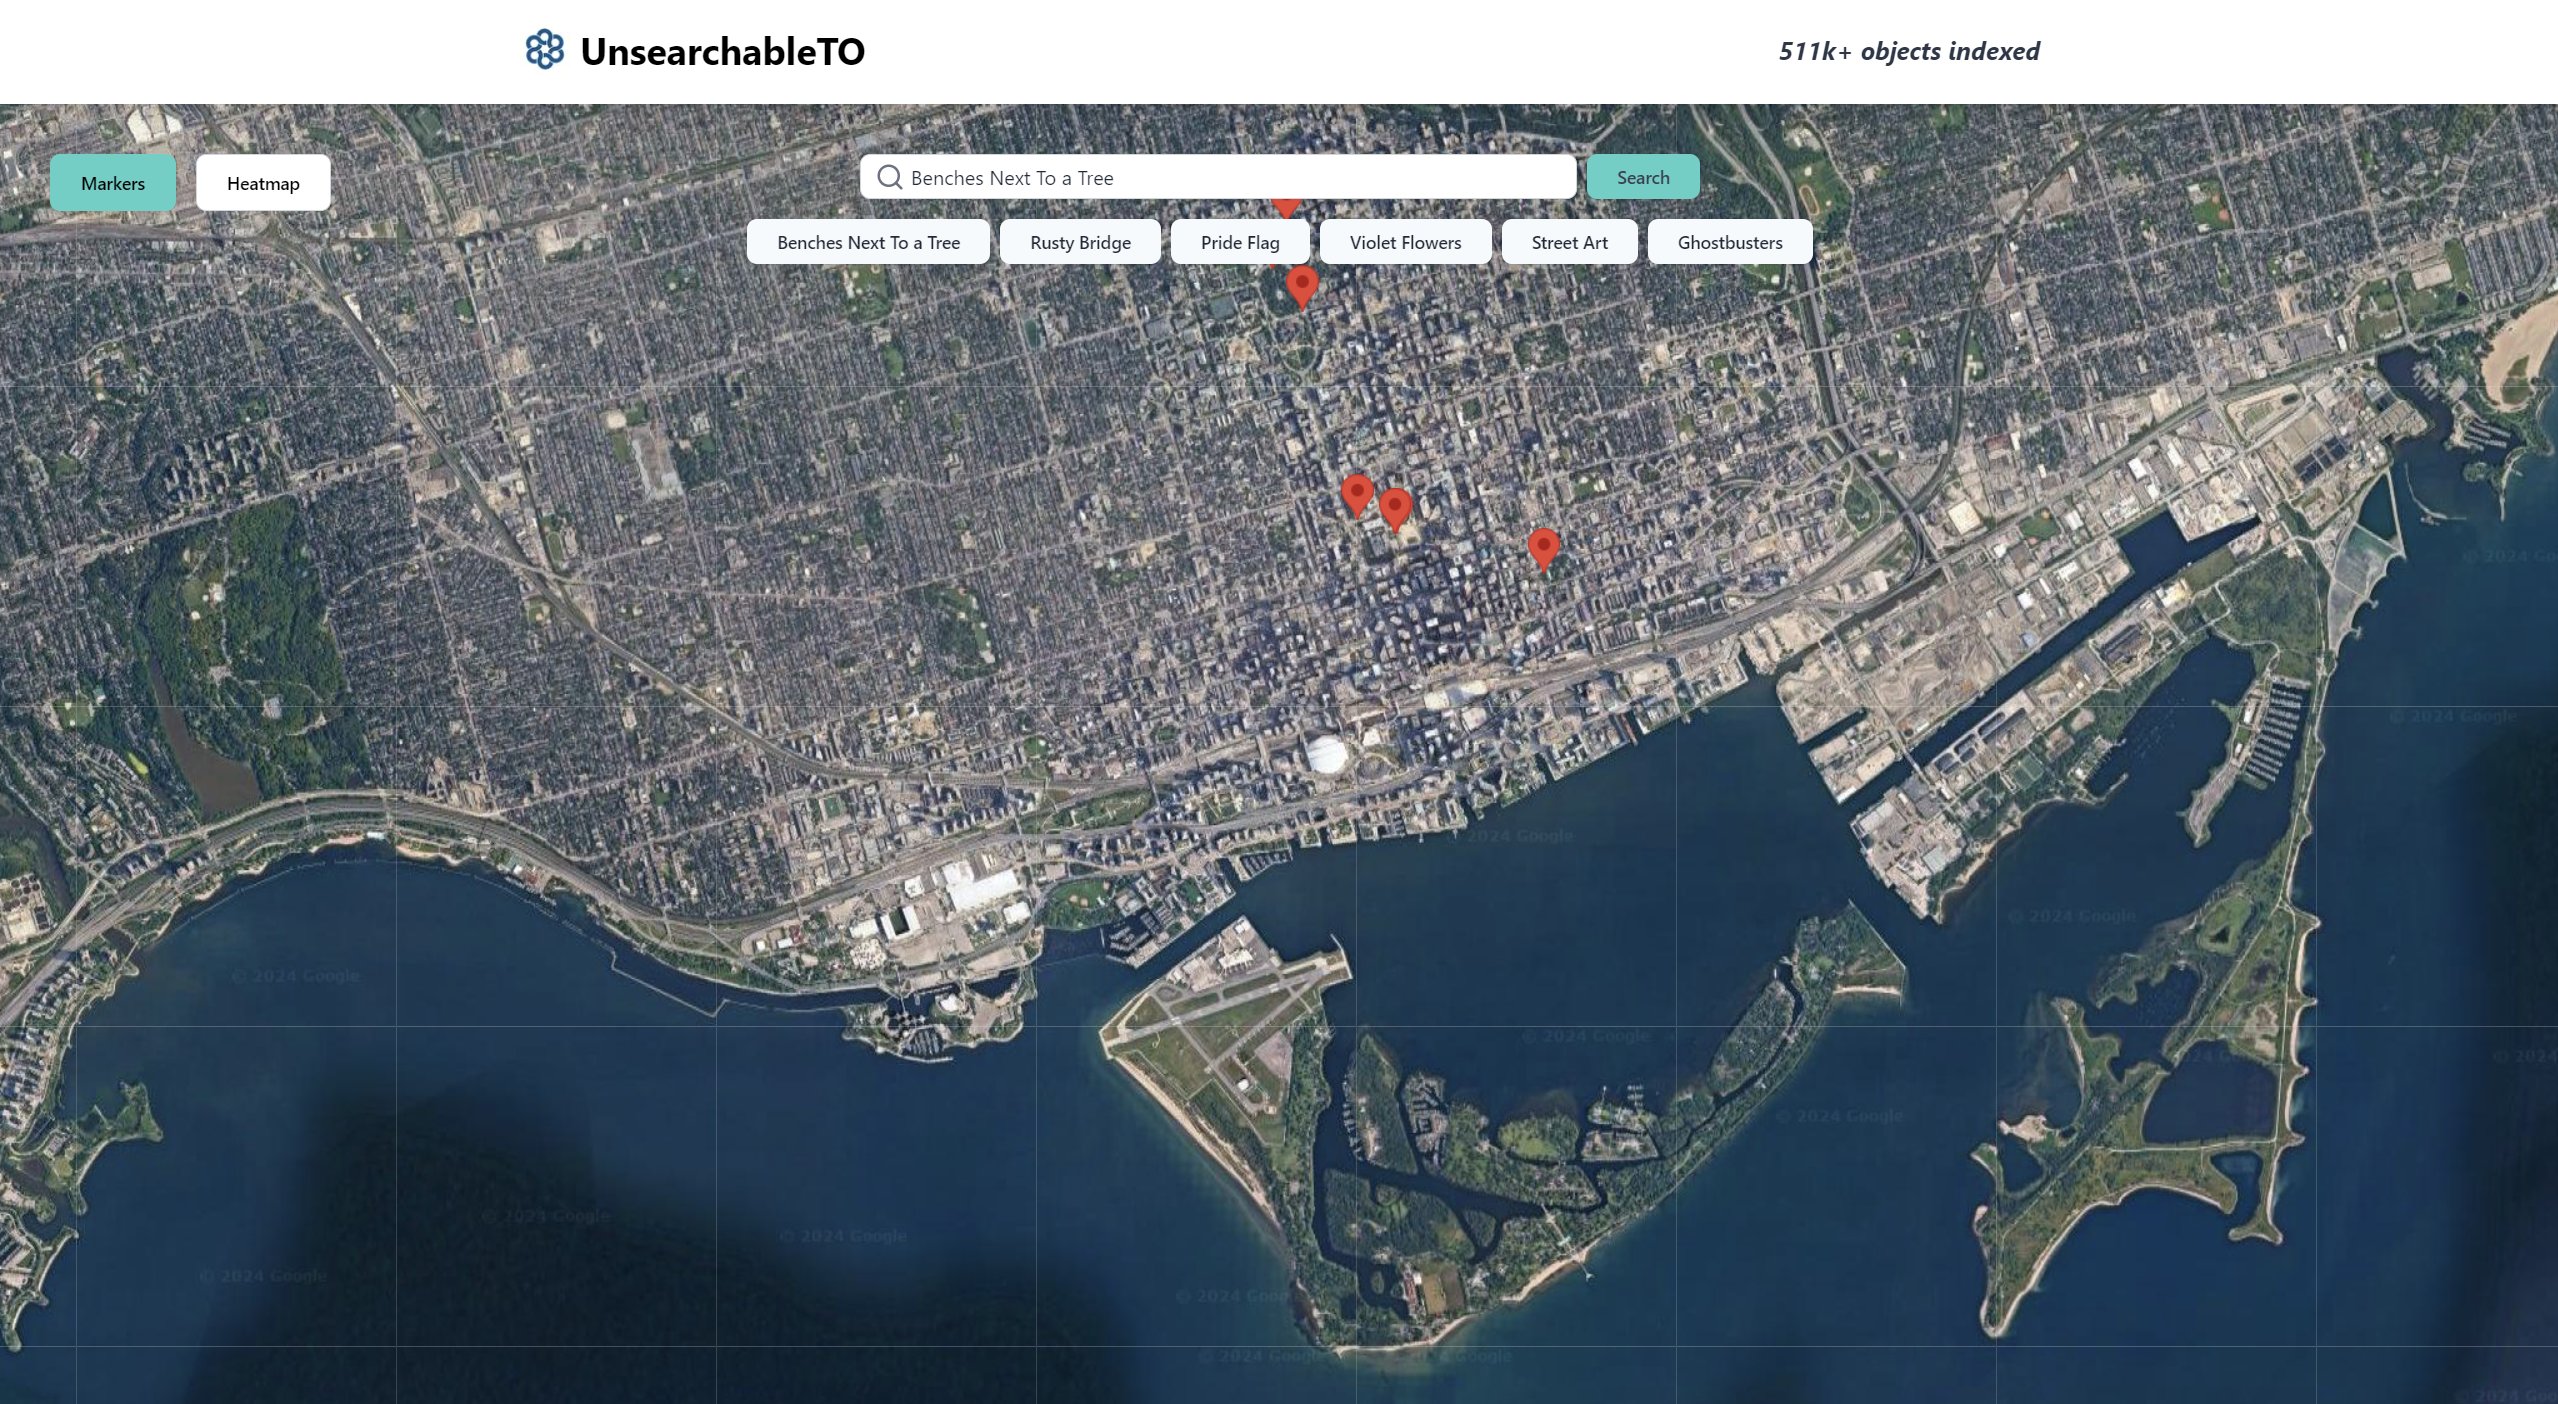 UnsearchableTO
511k+ objects indexed
Markers
Heatmap
Benches Next To a Tree
Search
Benches Next To a Tree
Rusty Bridge
Pride Flag
Violet Flowers
Street Art
Ghostbusters
© 2024 Google
2024 Google
© 2024 Google
© 2024 Google
© 2024 Google
© 2024 Google
© 2024 Google
© 2024 Google
© 2024 Google